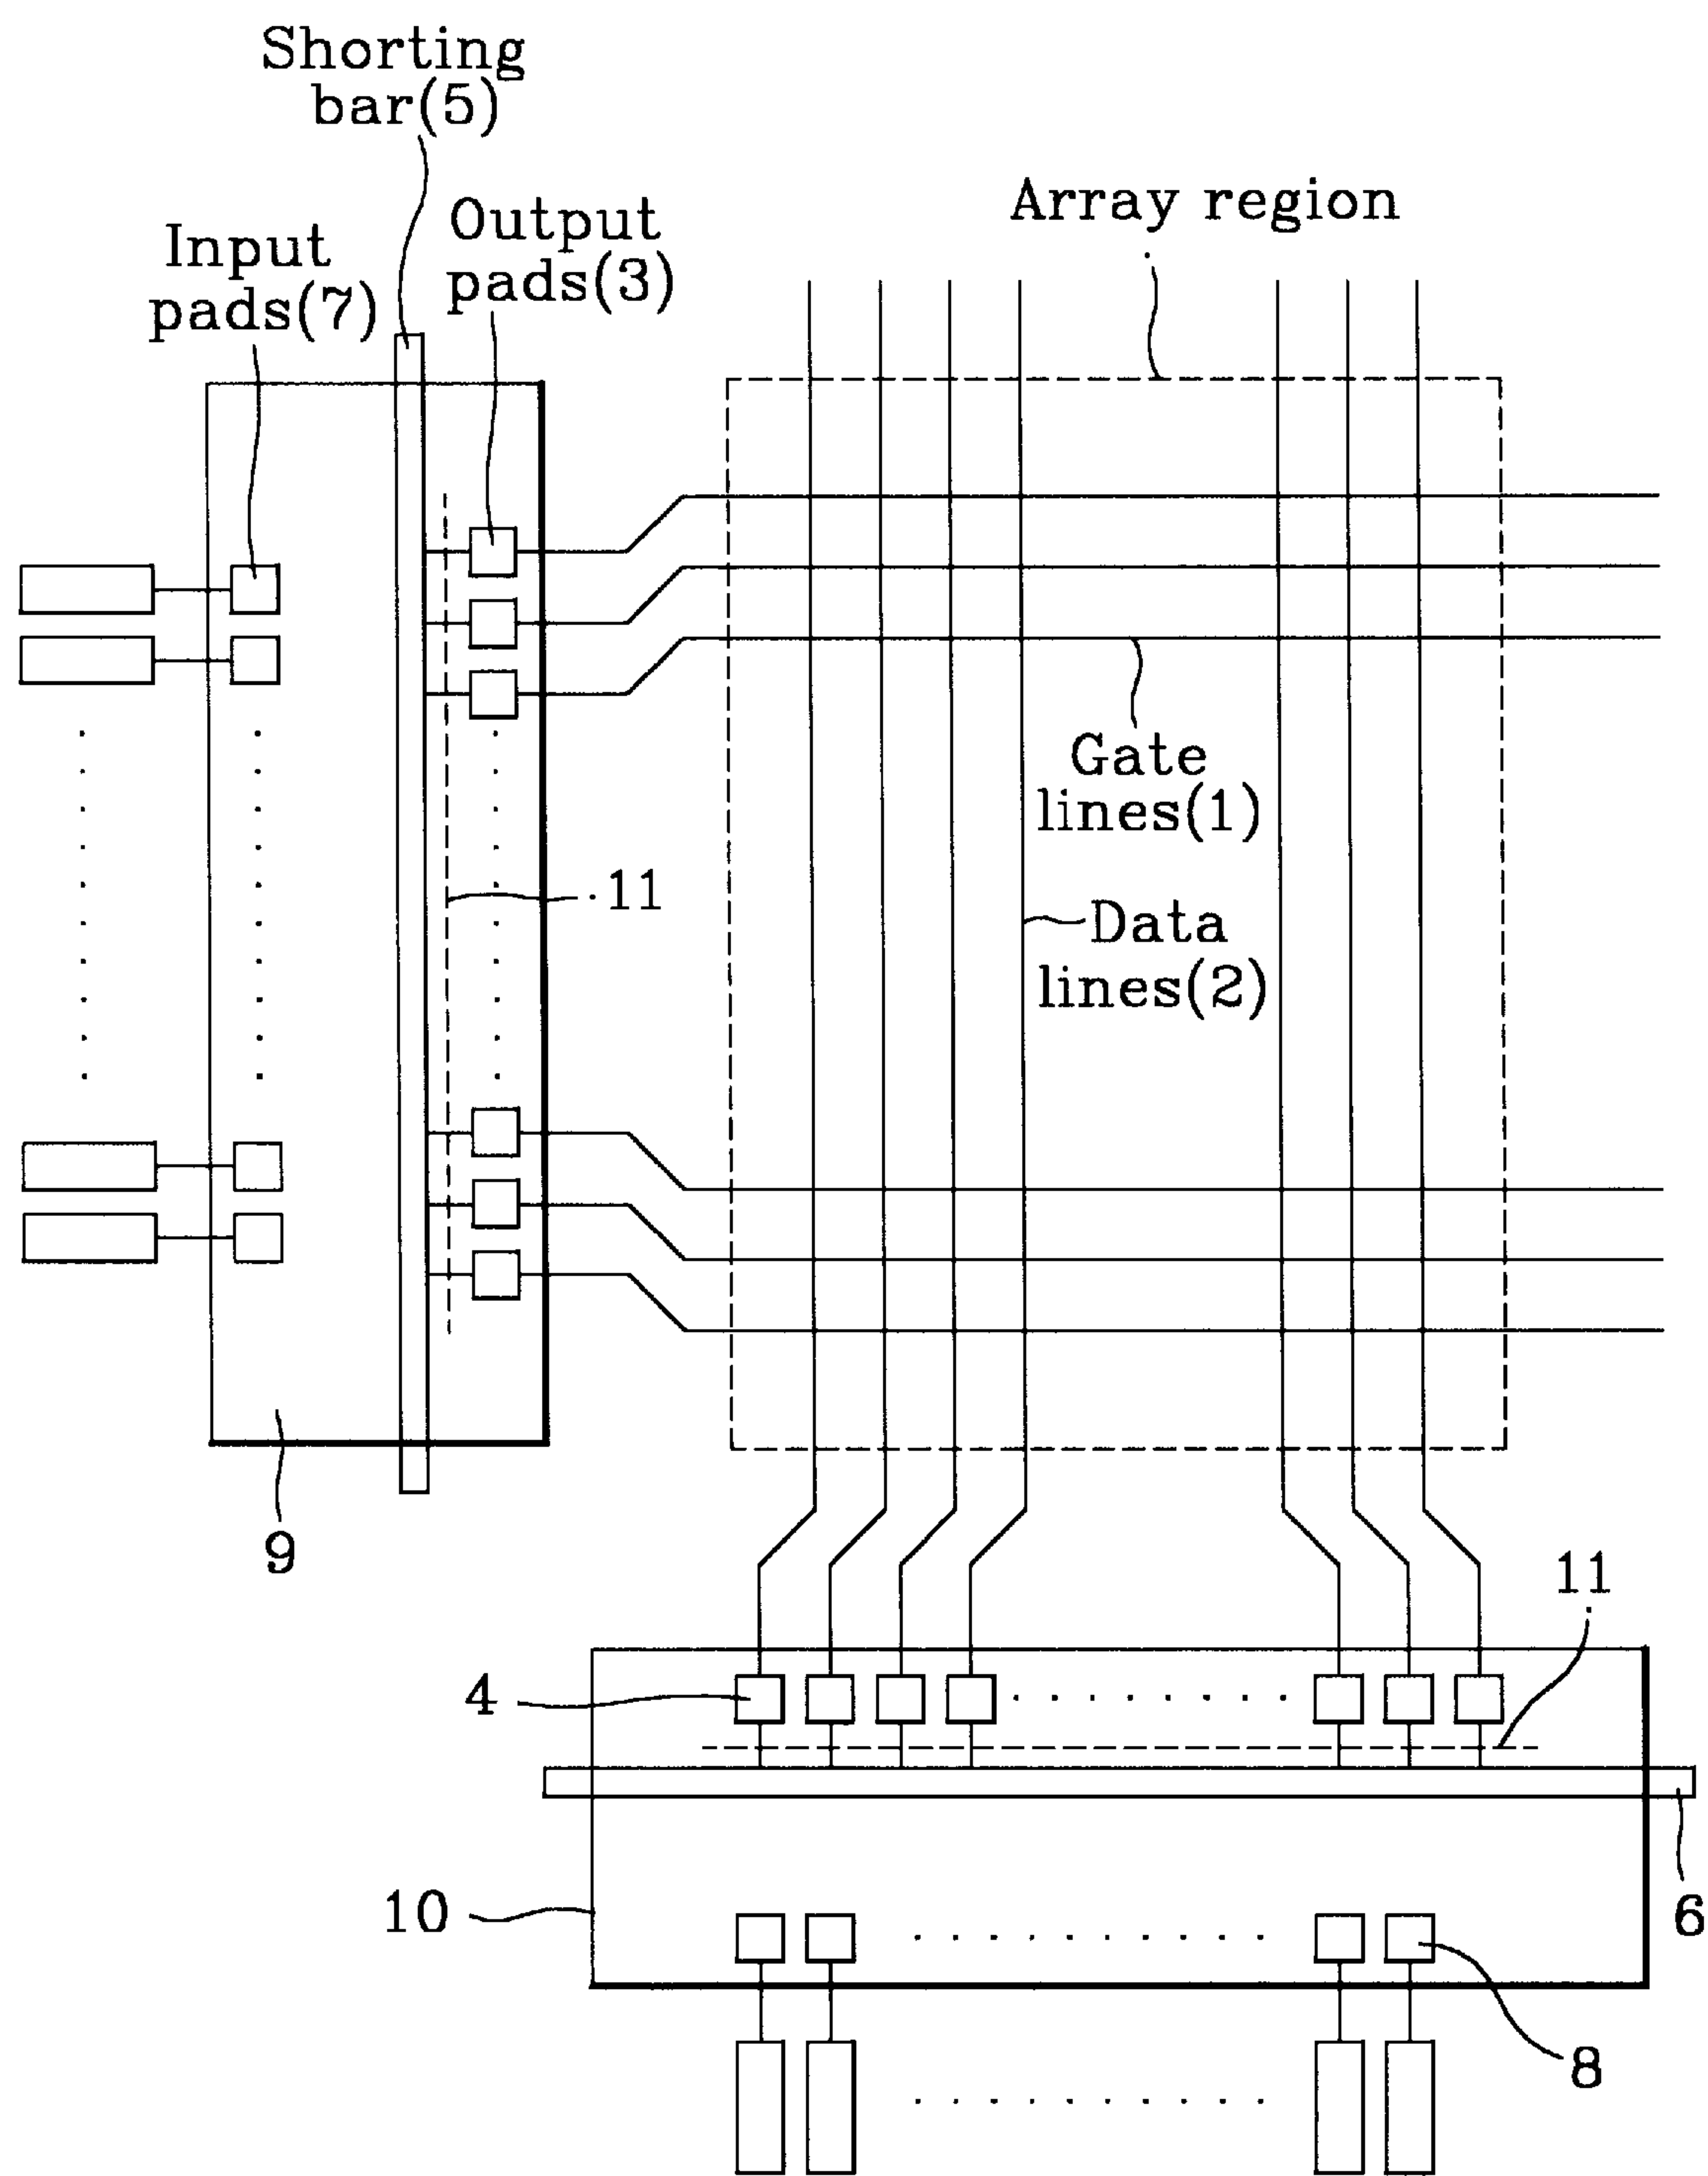 Shorting
bar(5)
Input
pads(7)
Output
pads(3)
Array region
Gate
lines(1)
11
Data
lines(2)
9
11
4
6
10
8